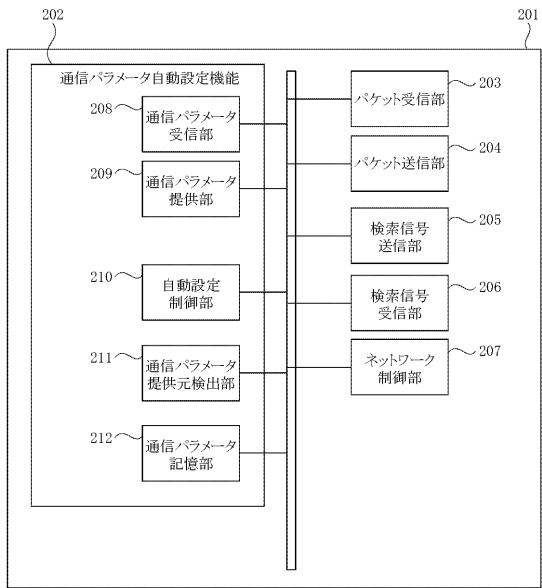 202
201
通信パラメータ自動設定機能
208
通信パラメータ
受信部
209
通信パラメータ
提供部
210
自動設定
制御部
211
通信パラメータ
提供元検出部
212
通信パラメータ
記憶部
203
パケット受信部
204
パケット送信部
205
検索信号
送信部
206
検索信号
受信部
207
ネットワーク
制御部